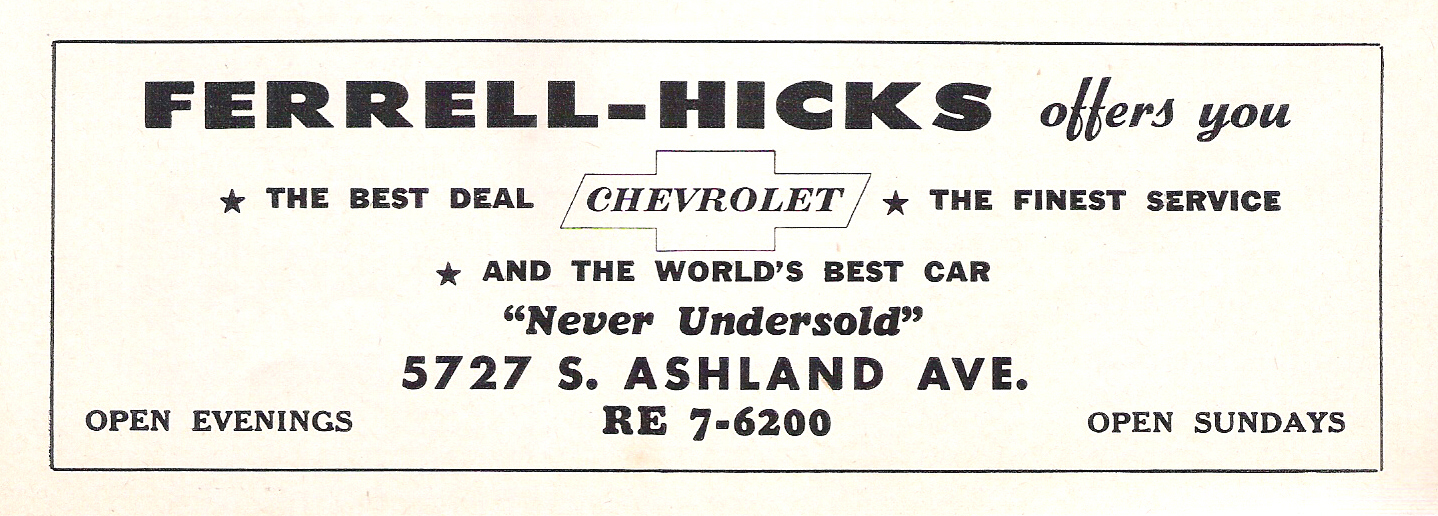 FERRELL-HICKS offers you
★ THE BEST DEAL CHEVROLET ★ THE FINEST SERVICE
★ AND THE WORLD'S BEST CAR
“Never Undersold”
5727 S. ASHLAND AVE.
OPEN EVENINGS RE 7-6200 OPEN SUNDAYS